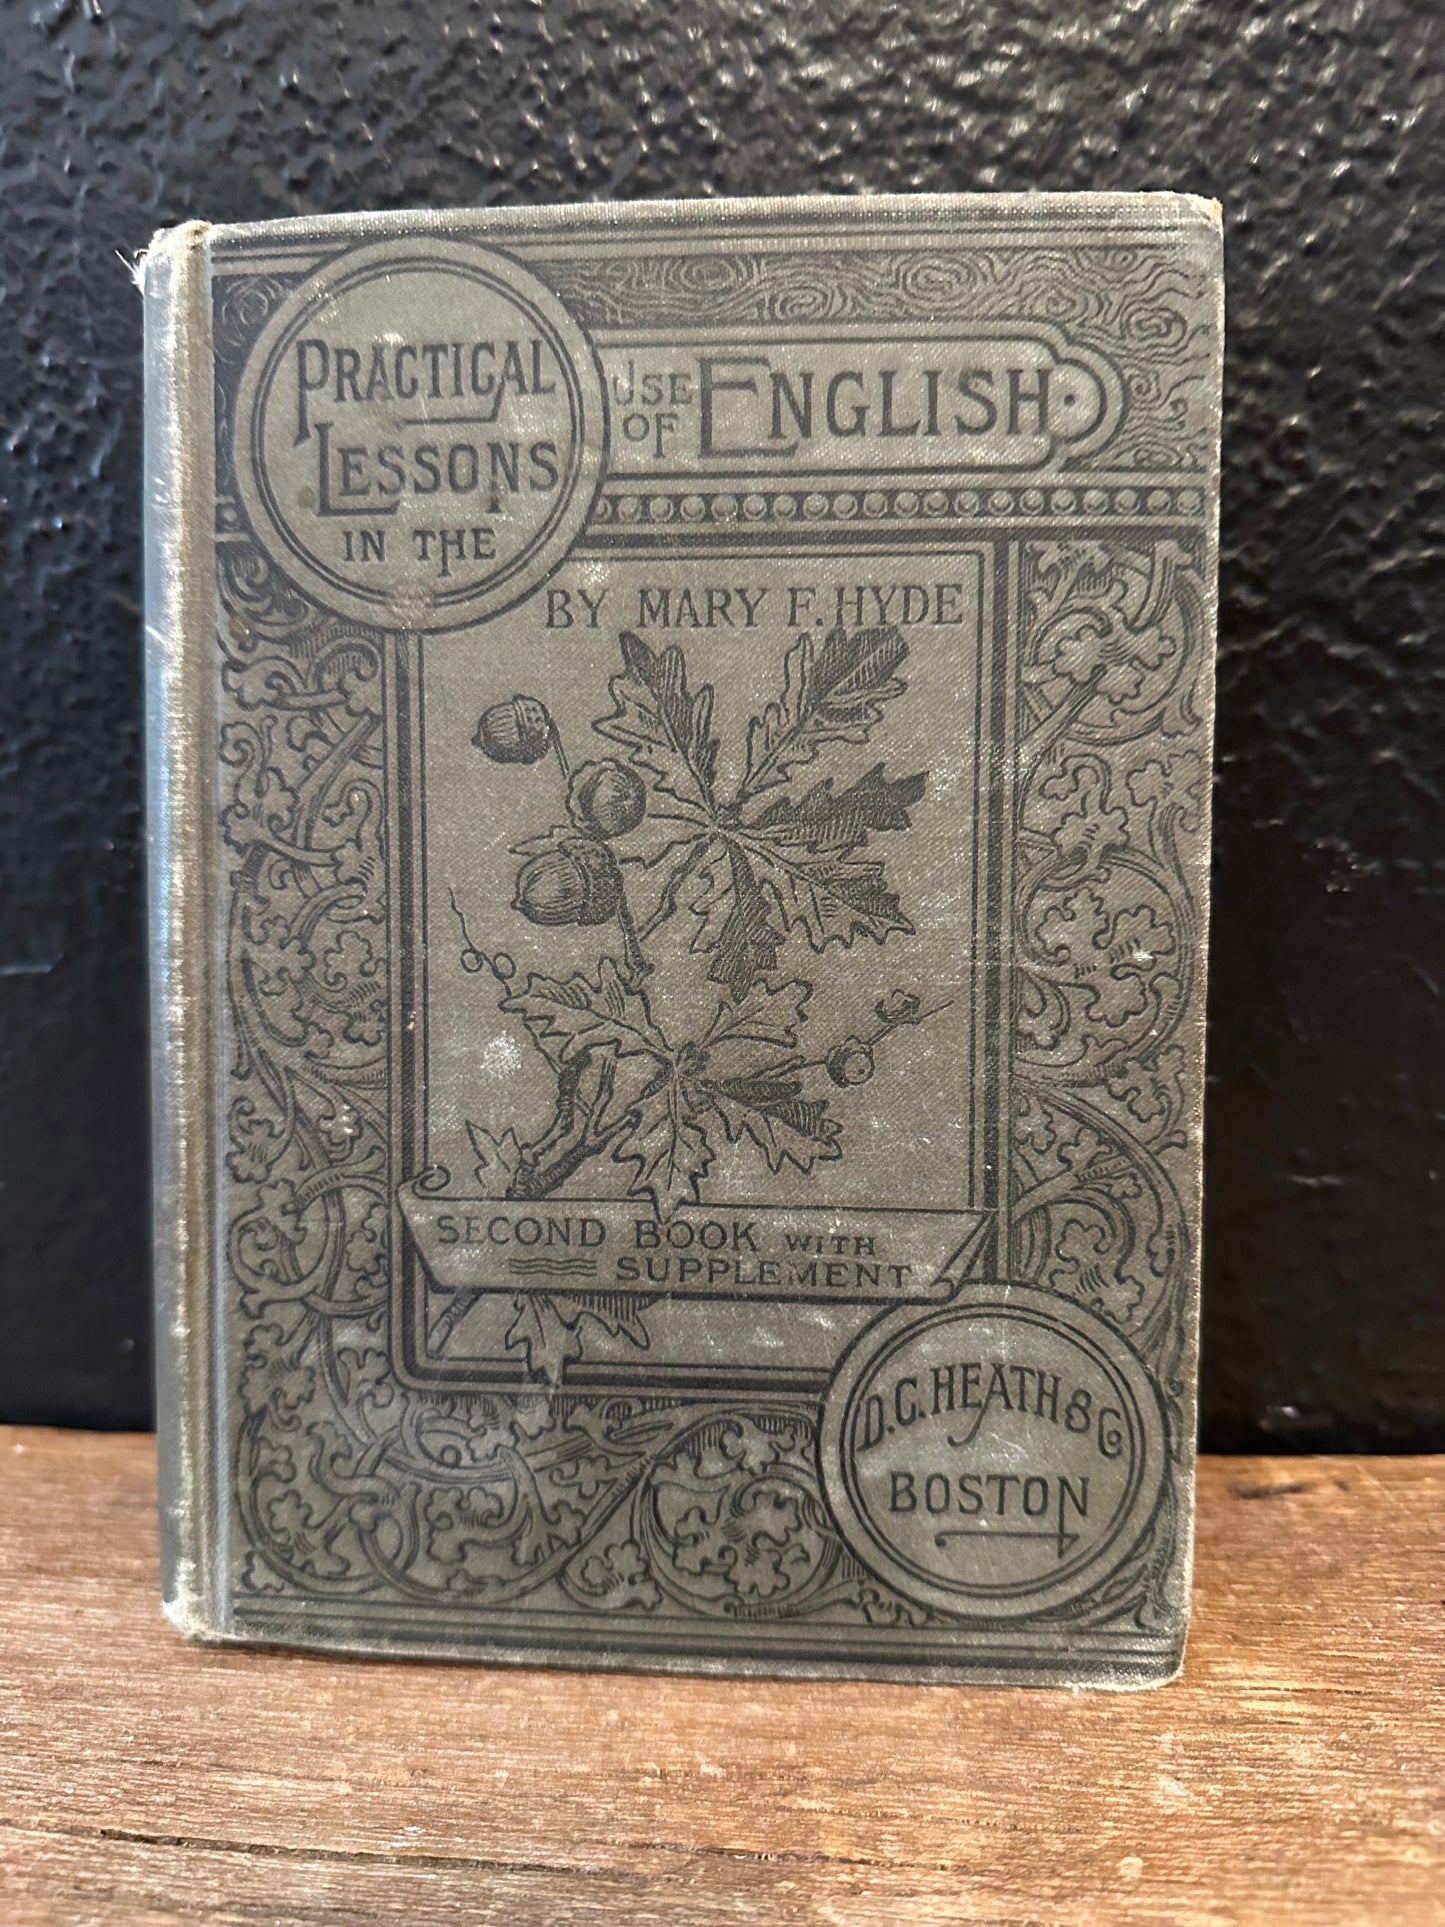 PRACTICAL
LESSONS
IN THE
USE
OF ENGLISH
BY MARY F. HYDE
SECOND BOOK WITH
SUPPLEMENT
D.C. HEATH & Co
BOSTON